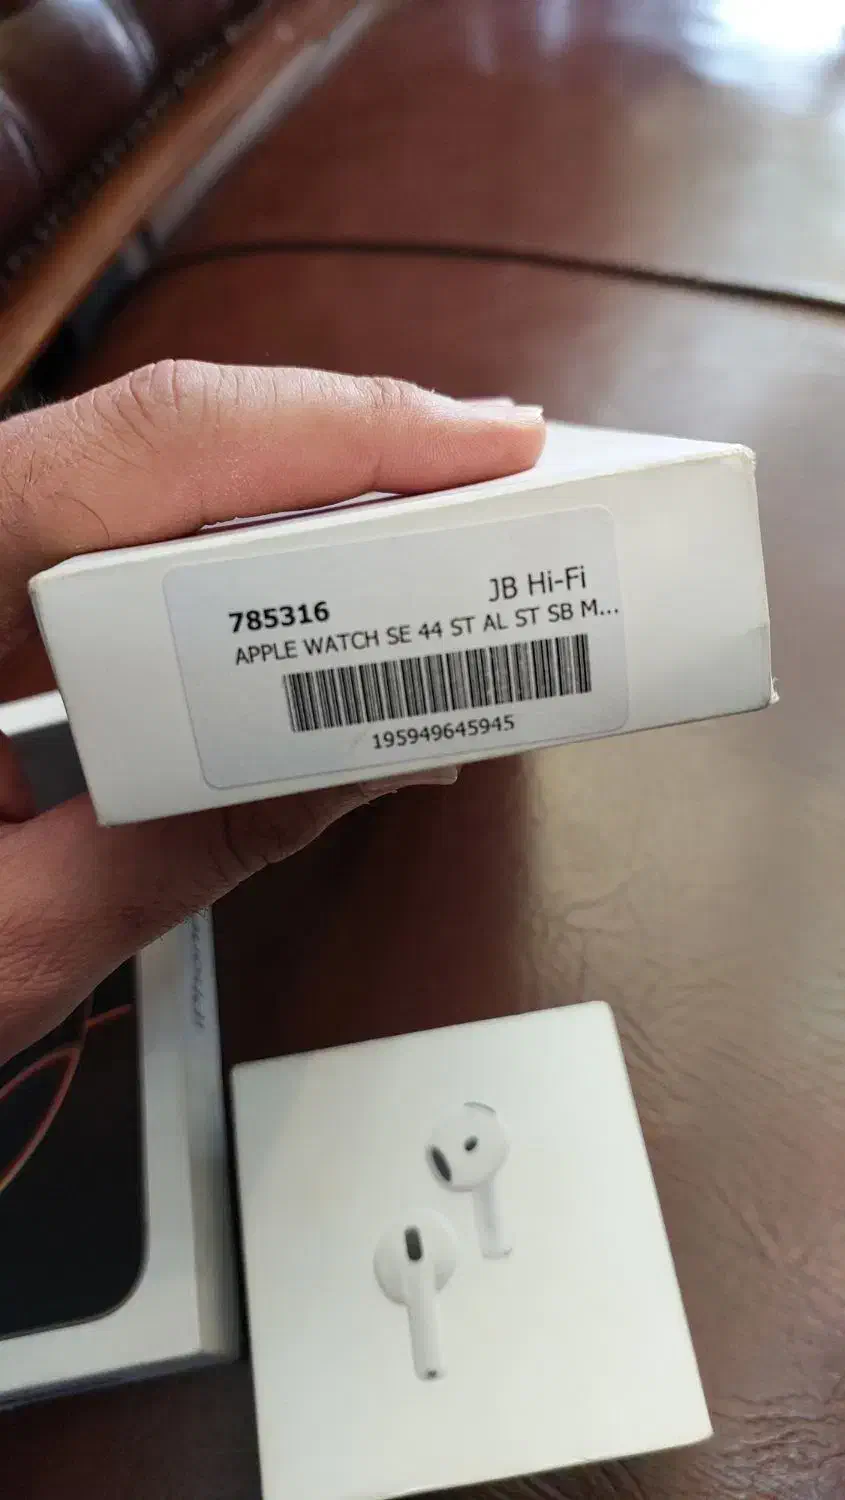 785316
JB Hi-Fi
APPLE WATCH SE 44 ST AL ST SB M...
195949645945